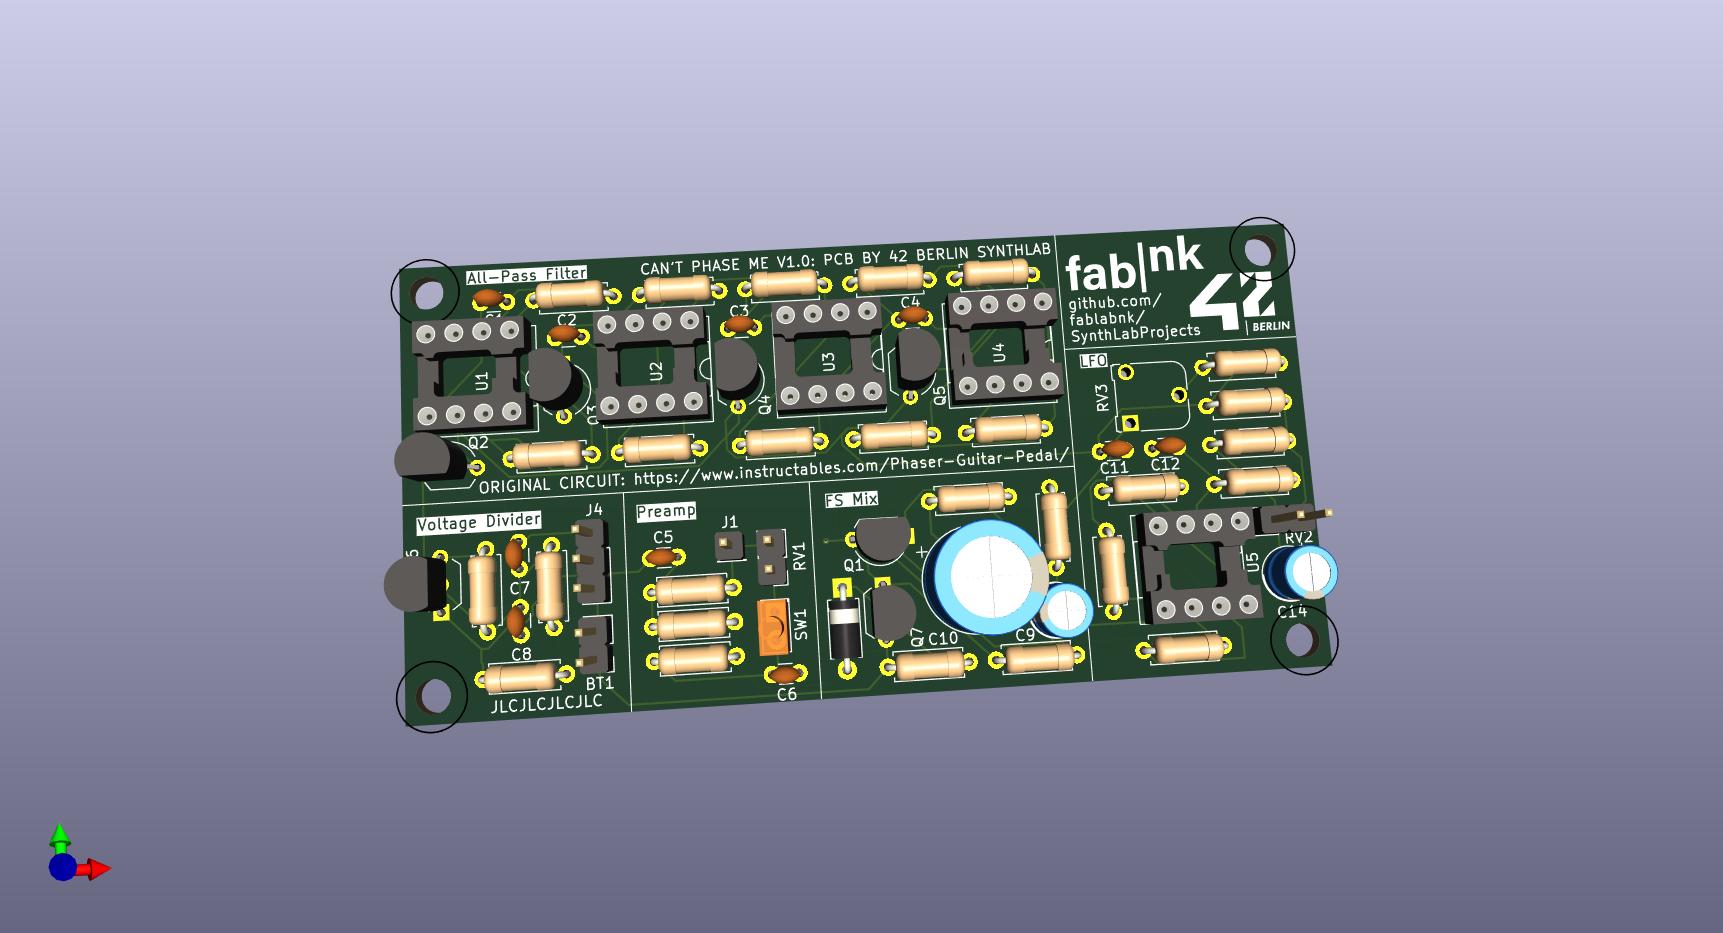 All-Pass Filter
CAN'T PHASE ME V1.0: PCB BY 42 BERLIN SYNTHLAB
fab|nk
42
BERLIN
github.com/
fablabnk/
SynthLabProjects
C2
C3
C4
U1
U2
U3
U4
Q2
Q3
Q4
Q5
LFO
RV3
C11
C12
ORIGINAL CIRCUIT: https://www.instructables.com/Phaser-Guitar-Pedal/
Voltage Divider
J4
C7
C8
BT1
JLCJLCJLCJLC
Preamp
J1
C5
RV1
SW1
C6
FS Mix
Q1
+
Q7
C10
C9
U5
RV2
C14